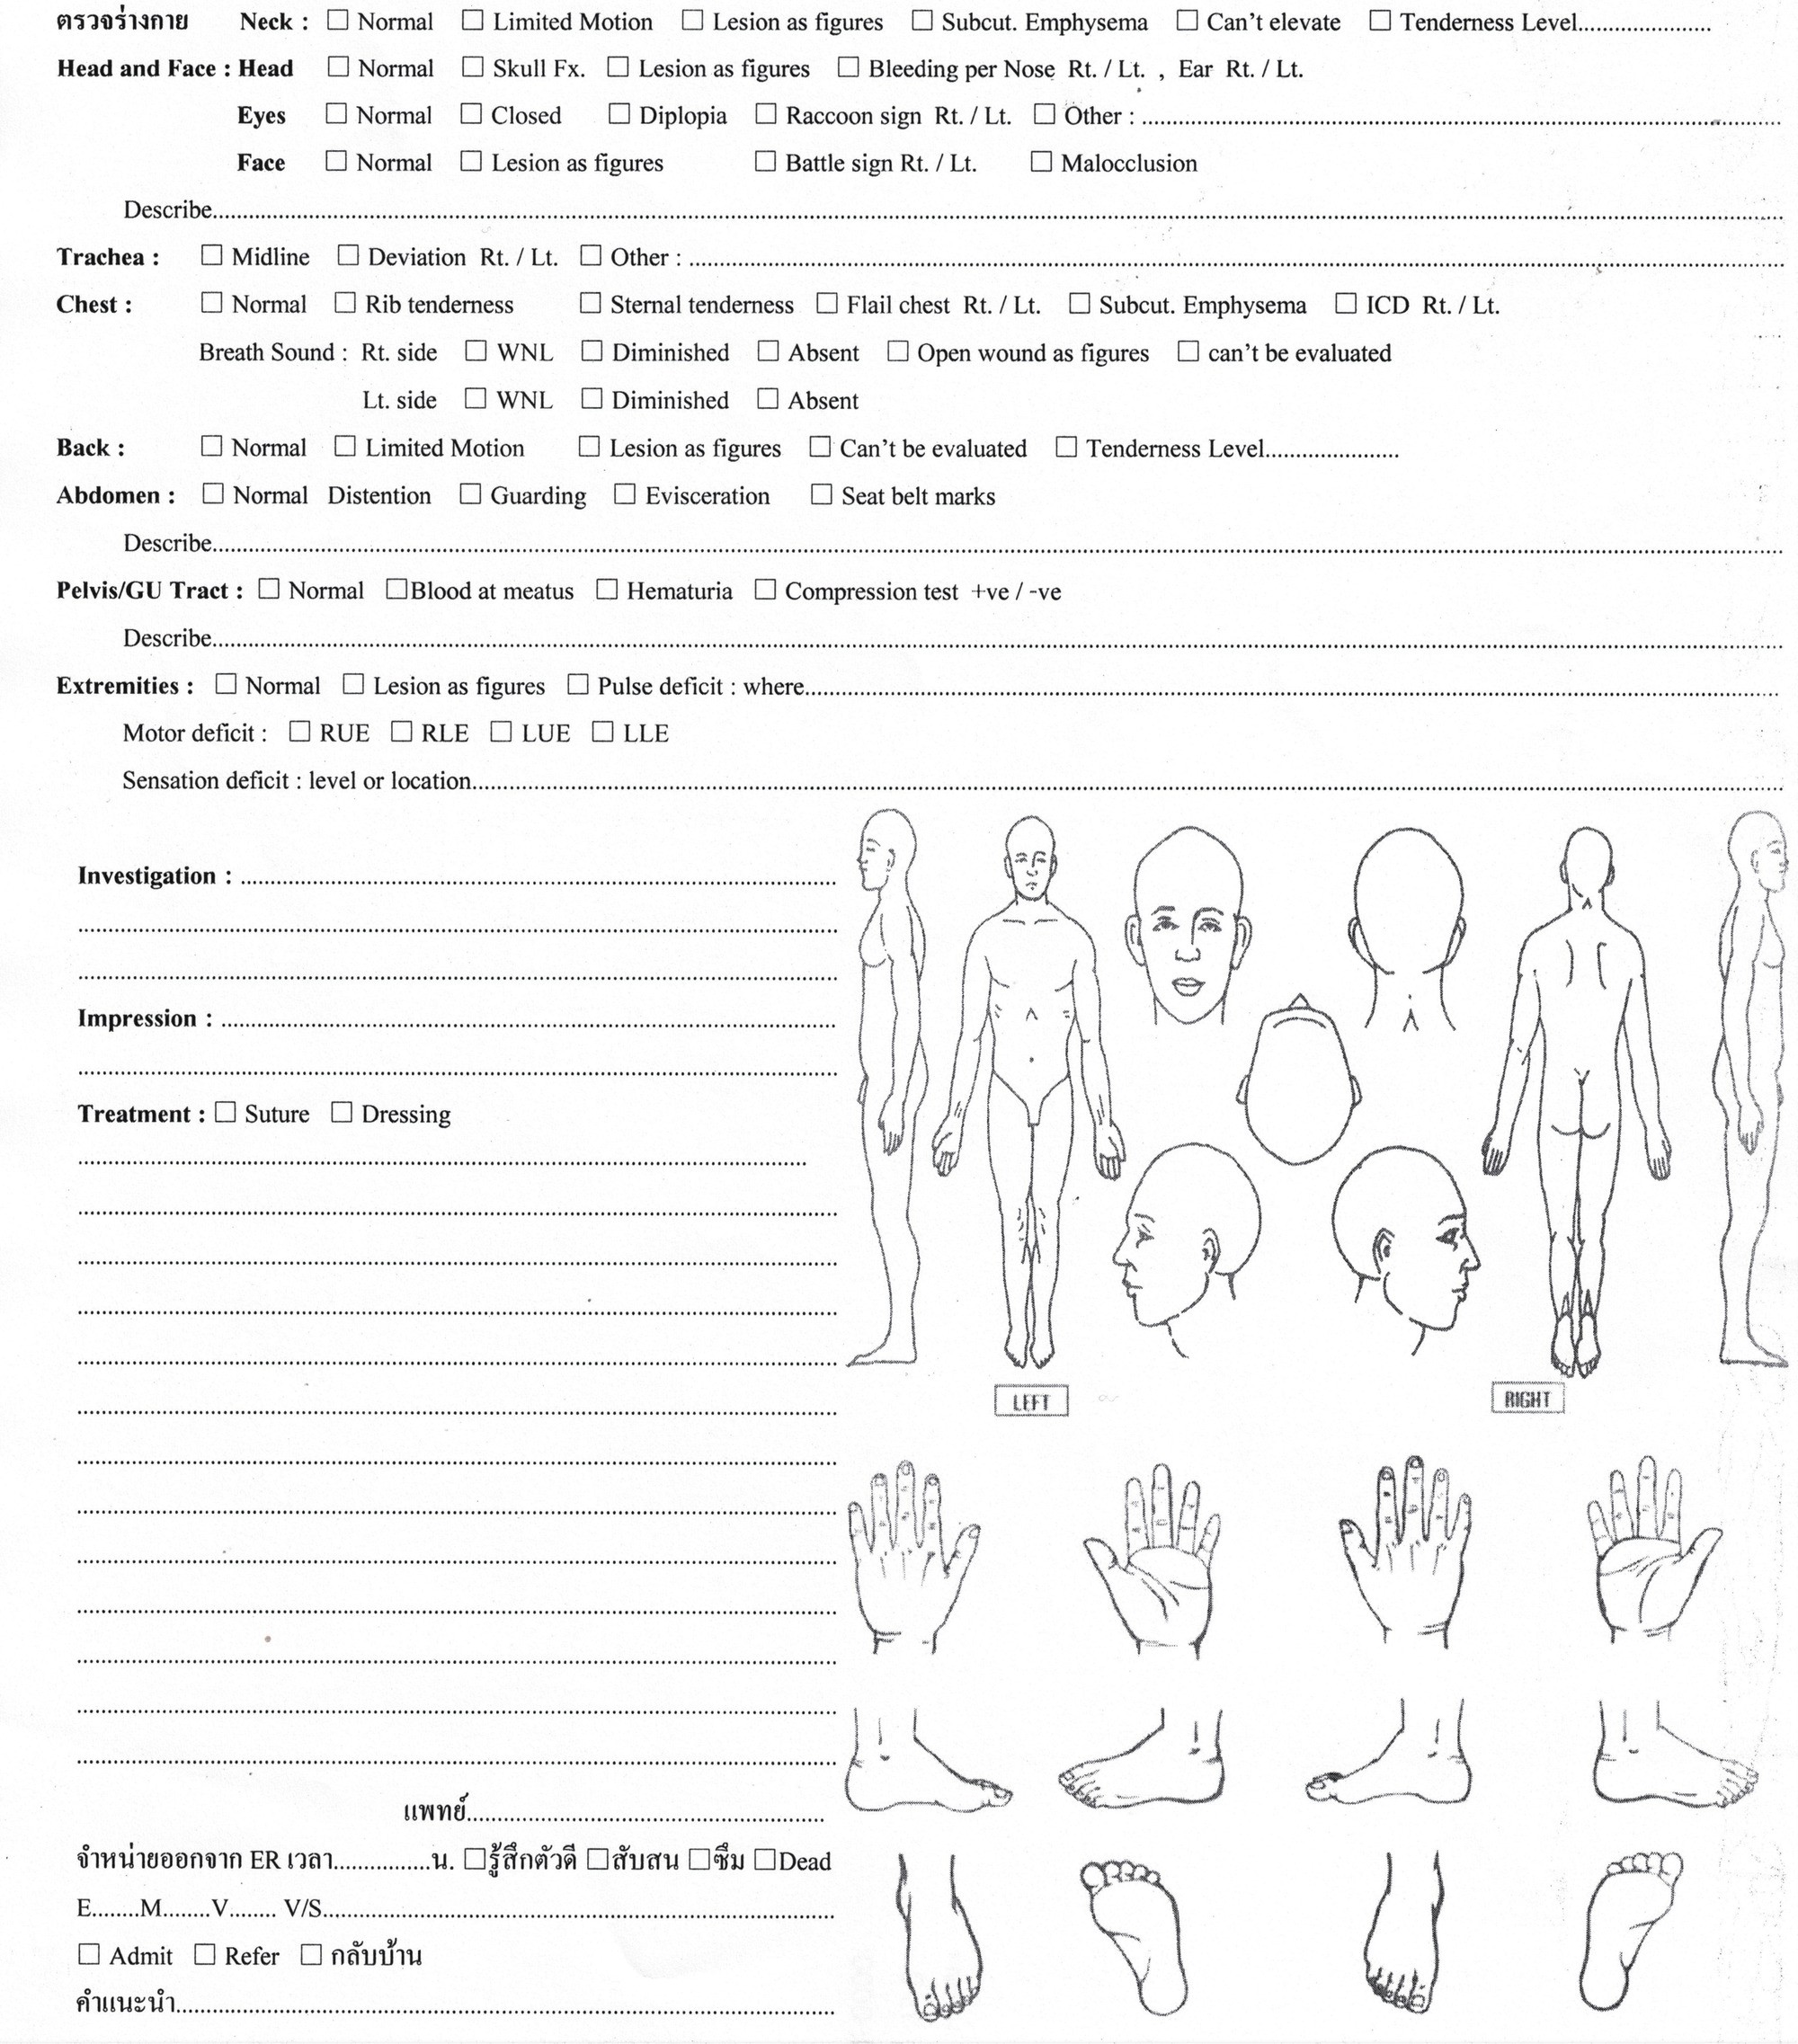 ตรวจร่างกาย Neck : ☐ Normal ☐ Limited Motion ☐ Lesion as figures ☐ Subcut. Emphysema ☐ Can't elevate ☐ Tenderness Level......................
Head and Face : Head ☐ Normal ☐ Skull Fx. ☐ Lesion as figures ☐ Bleeding per Nose Rt. / Lt. , Ear Rt. / Lt.
Eyes ☐ Normal ☐ Closed ☐ Diplopia ☐ Raccoon sign Rt. / Lt. ☐ Other : ......................
Face ☐ Normal ☐ Lesion as figures ☐ Battle sign Rt. / Lt. ☐ Malocclusion
Describe......................
Trachea : ☐ Midline ☐ Deviation Rt. / Lt. ☐ Other : ......................
Chest : ☐ Normal ☐ Rib tenderness ☐ Sternal tenderness ☐ Flail chest Rt. / Lt. ☐ Subcut. Emphysema ☐ ICD Rt. / Lt.
Breath Sound : Rt. side ☐ WNL ☐ Diminished ☐ Absent ☐ Open wound as figures ☐ can't be evaluated
Lt. side ☐ WNL ☐ Diminished ☐ Absent
Back : ☐ Normal ☐ Limited Motion ☐ Lesion as figures ☐ Can't be evaluated ☐ Tenderness Level......................
Abdomen : ☐ Normal Distention ☐ Guarding ☐ Evisceration ☐ Seat belt marks
Describe......................
Pelvis/GU Tract : ☐ Normal ☐Blood at meatus ☐ Hematuria ☐ Compression test +ve / -ve
Describe......................
Extremities : ☐ Normal ☐ Lesion as figures ☐ Pulse deficit : where......................
Motor deficit : ☐ RUE ☐ RLE ☐ LUE ☐ LLE
Sensation deficit : level or location......................
Investigation : ......................
Impression : ......................
Treatment : ☐ Suture ☐ Dressing
LEFT RIGHT
แพทย์......................
จำหน่ายออกจาก ER เวลา................น. ☐รู้สึกตัวดี ☐สับสน ☐ซึม ☐Dead
E........M........V........ V/S......................
☐ Admit ☐ Refer ☐ กลับบ้าน
คำแนะนำ......................